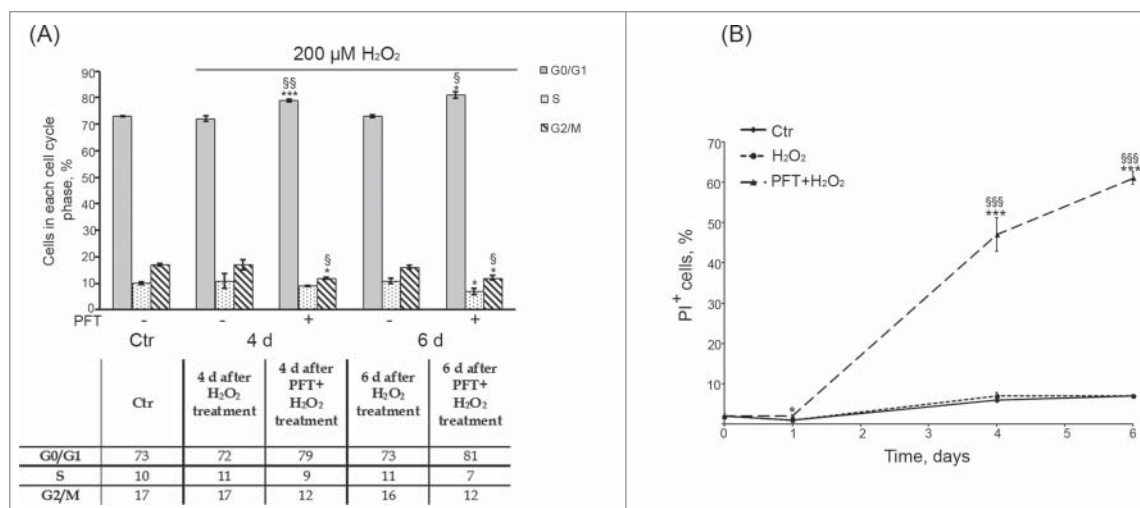 (A)
200 µM H₂O₂
Cells in each cell cycle
phase, %
90
80
70
60
50
40
30
20
10
0
G0/G1
S
G2/M
§§
***
§
*
§
*
*
§
*
PFT - - + - +
Ctr 4 d 6 d
Ctr
4 d after
H₂O₂
treatment
4 d after
PFT+
H₂O₂
treatment
6 d after
H₂O₂
treatment
6 d after
PFT+
H₂O₂
treatment
G0/G1 73 72 79 73 81
S 10 11 9 11 7
G2/M 17 17 12 16 12
(B)
Ctr
H₂O₂
PFT+H₂O₂
PI⁺ cells, %
70
60
50
40
30
20
10
*
§§§
***
§§§
***
0 1 2 3 4 5 6
Time, days